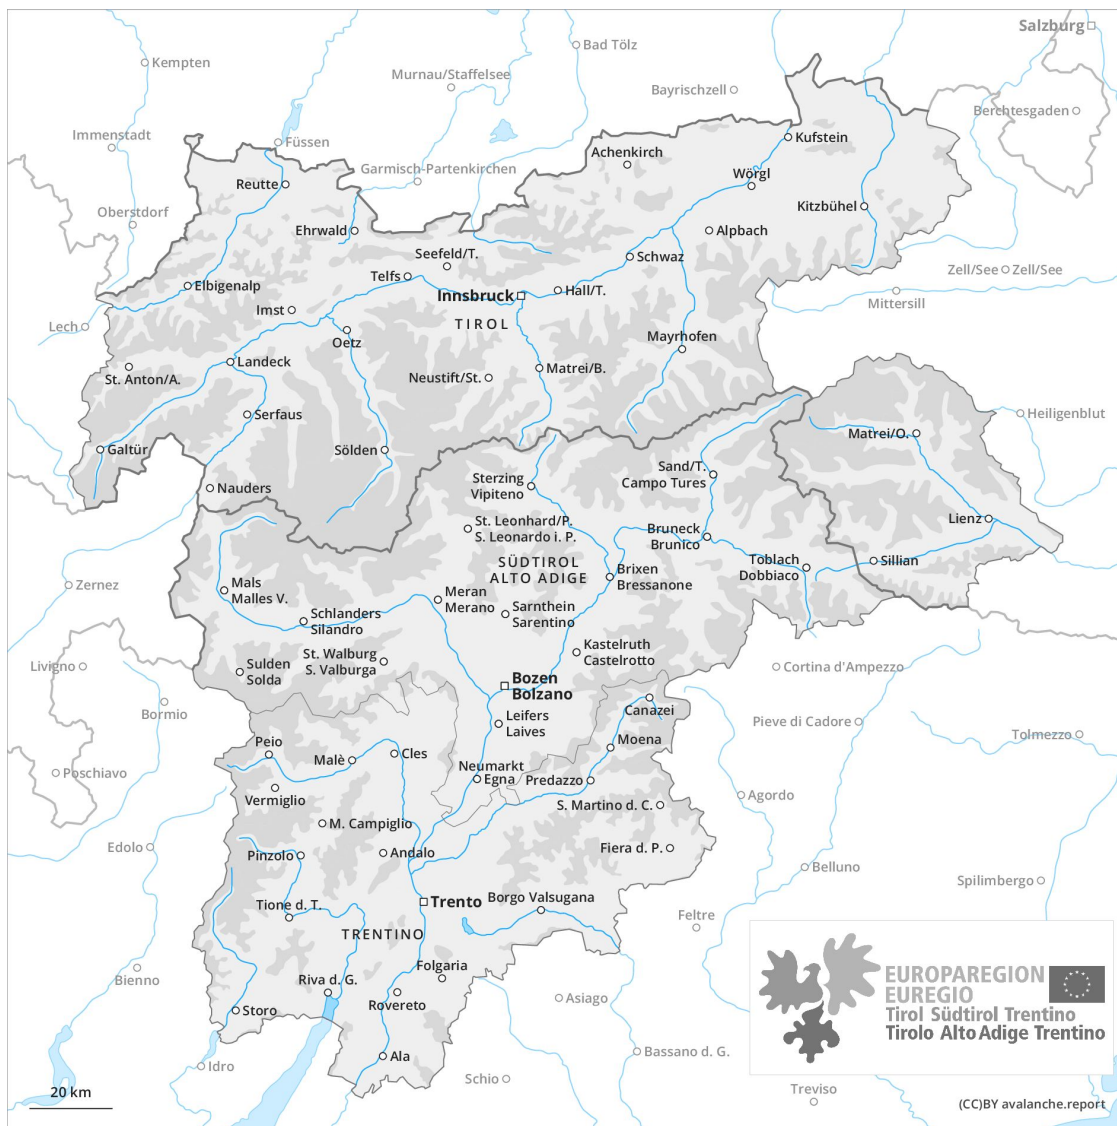 Salzburg
Bad Tölz
Kempten
Murnau/Staffelsee
Bayrischzell
Berchtesgaden
Immenstadt
Füssen
Kufstein
Achenkirch
Garmisch-Partenkirchen
Wörgl
Reutte
Kitzbühel
Oberstdorf
Ehrwald
Alpbach
Seefeld/T.
Schwaz
Telfs
Zell/See
Zell/See
Elbigenalp
Hall/T.
Innsbruck
Mittersill
Imst
TIROL
Lech
Oetz
Mayrhofen
Landeck
Matrei/B.
St. Anton/A.
Neustift/St.
Serfaus
Heiligenblut
Matrei/O.
Galtür
Sölden
Sand/T.
Campo Tures
Sterzing
Vipiteno
Nauders
Lienz
St. Leonhard/P.
S. Leonardo i. P.
Bruneck
Brunico
SÜDTIROL
ALTO ADIGE
Toblach
Dobbiaco
Sillian
Brixen
Bressanone
Zernez
Mals
Malles V.
Meran
Merano
Schlanders
Silandro
Sarnthein
Sarentino
Kastelruth
Castelrotto
St. Walburg
S. Valburga
Livigno
Sulden
Solda
Cortina d'Ampezzo
Bozen
Bolzano
Bormio
Canazei
Leifers
Laives
Pieve di Cadore
Tolmezzo
Peio
Moena
Malè
Cles
Neumarkt
Egna
Predazzo
Poschiavo
Vermiglio
Agordo
S. Martino d. C.
M. Campiglio
Edolo
Pinzolo
Andalo
Fiera d. P.
Belluno
Spilimbergo
Trento
Borgo Valsugana
Tione d. T.
Feltre
TRENTINO
Folgaria
Bienno
Riva d. G.
Rovereto
Asiago
Storo
EUROPAREGION
EUREGIO
Tirol Südtirol Trentino
Tirolo Alto Adige Trentino
Ala
Bassano d. G.
Idro
Schio
Treviso
20 km
(CC)BY avalanche.report